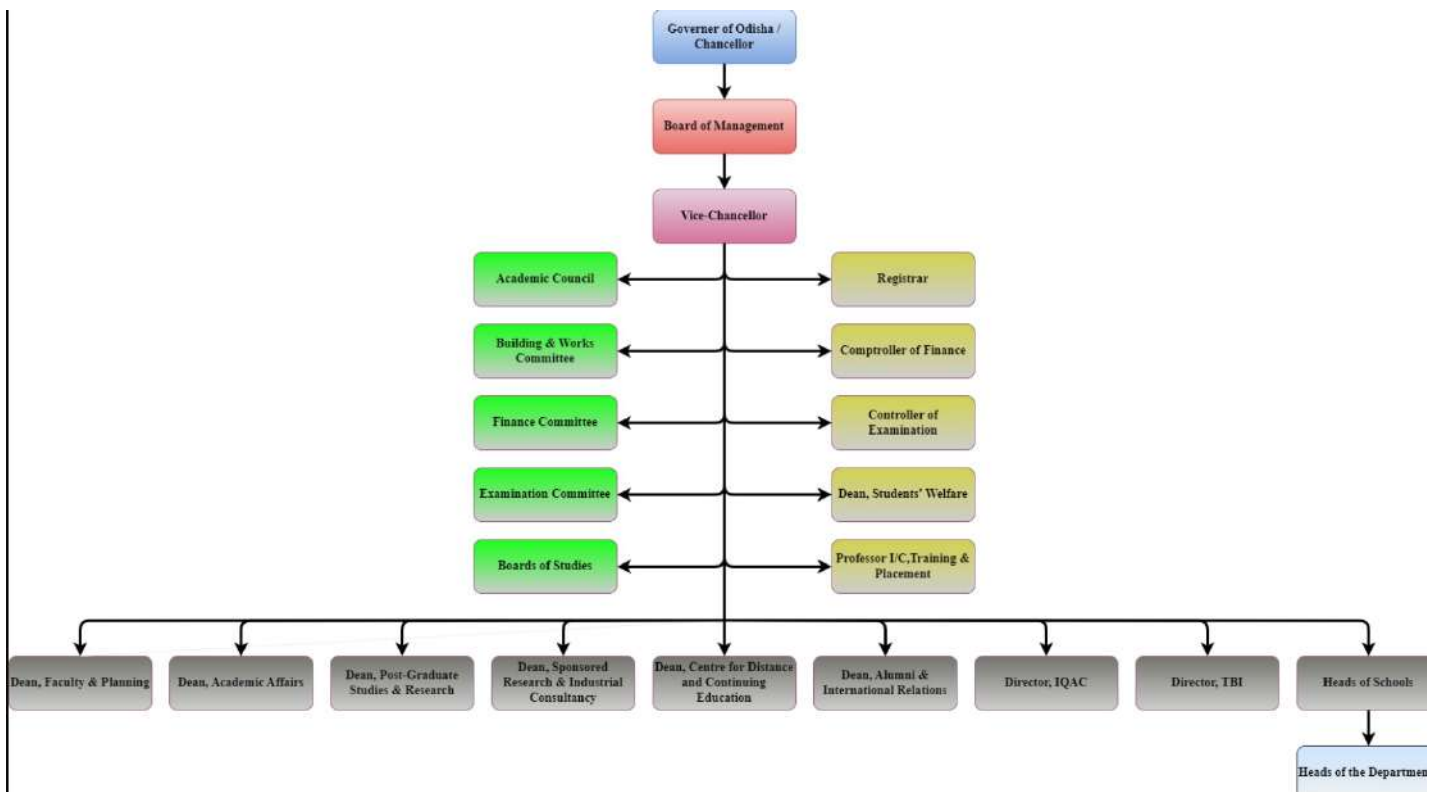 Governer of Odisha /
Chancellor
Board of Management
Vice-Chancellor
Academic Council
Registrar
Building & Works
Committee
Comptroller of Finance
Finance Committee
Controller of
Examination
Examination Committee
Dean, Students' Welfare
Boards of Studies
Professor I/C,Training &
Placement
Dean, Faculty & Planning
Dean, Academic Affairs
Dean, Post-Graduate
Studies & Research
Dean, Sponsored
Research & Industrial
Consultancy
Dean, Centre for Distance
and Continuing
Education
Dean, Alumni &
International Relations
Director, IQAC
Director, TBI
Heads of Schools
Heads of the Departmen